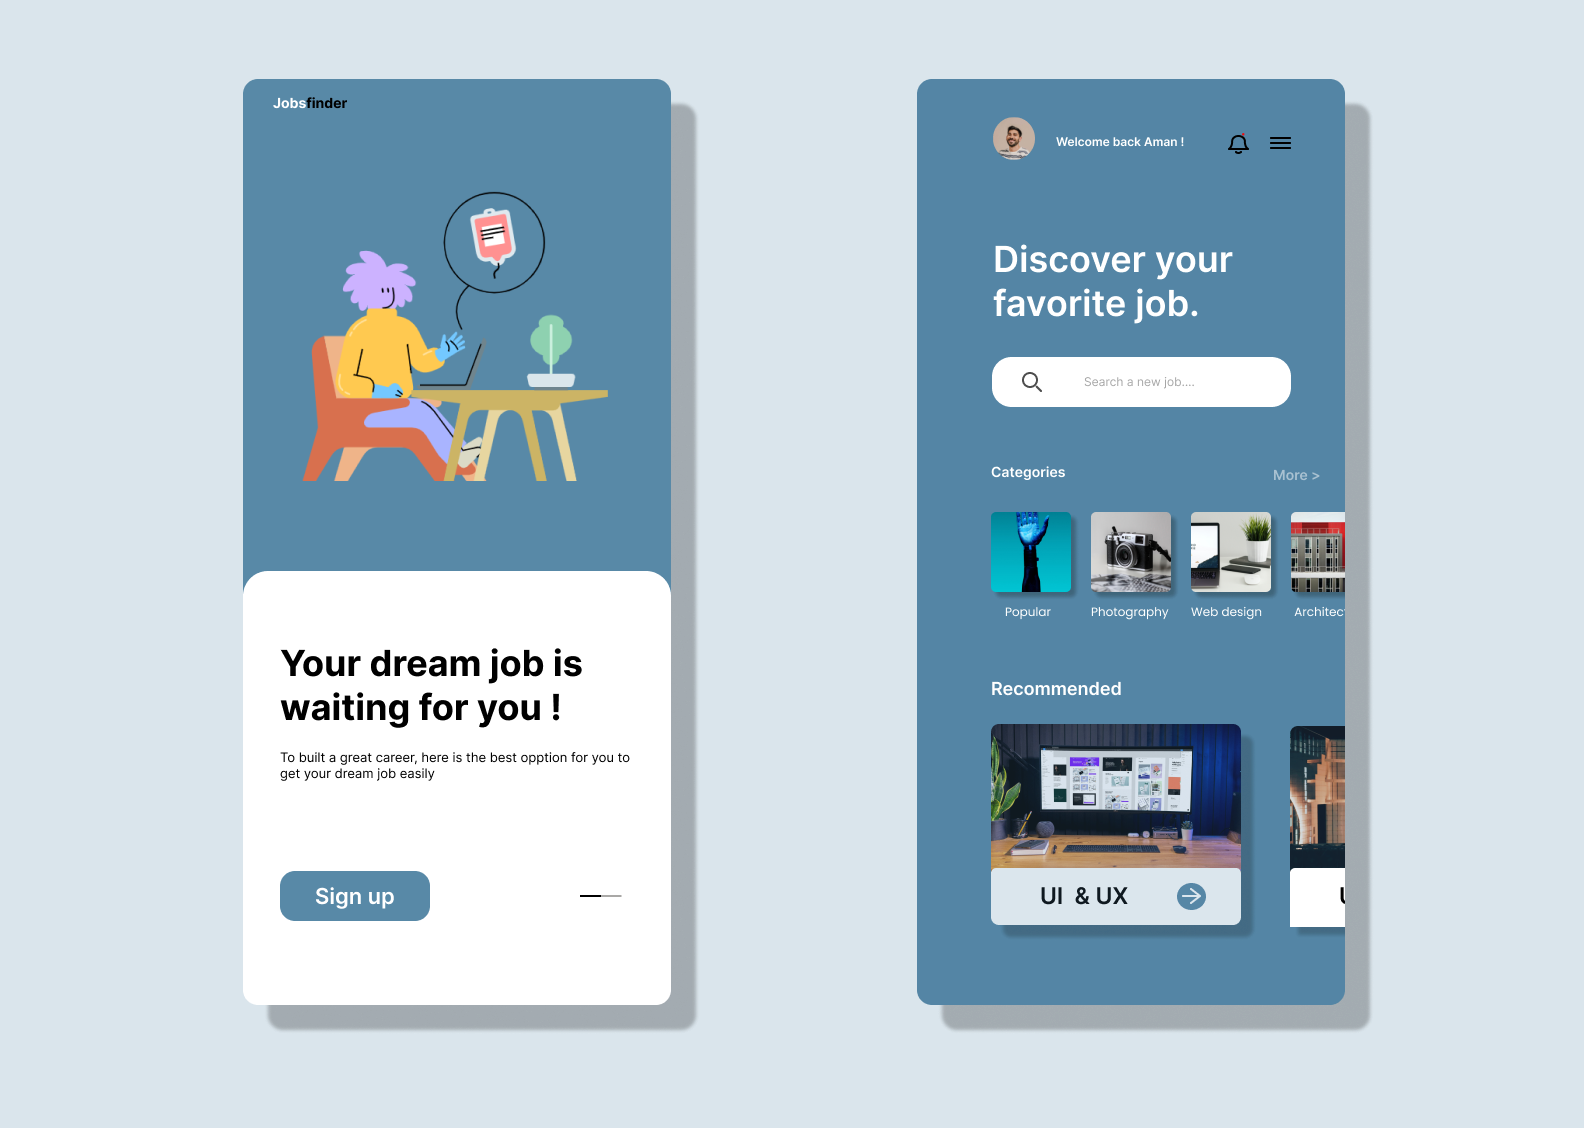 Jobsfinder
Your dream job is
waiting for you !
To built a great career, here is the best opption for you to
get your dream job easily
Sign up
Welcome back Aman !
Discover your
favorite job.
Search a new job....
Categories
More >
Popular
Photography
Web design
Architec
Recommended
UI & UX